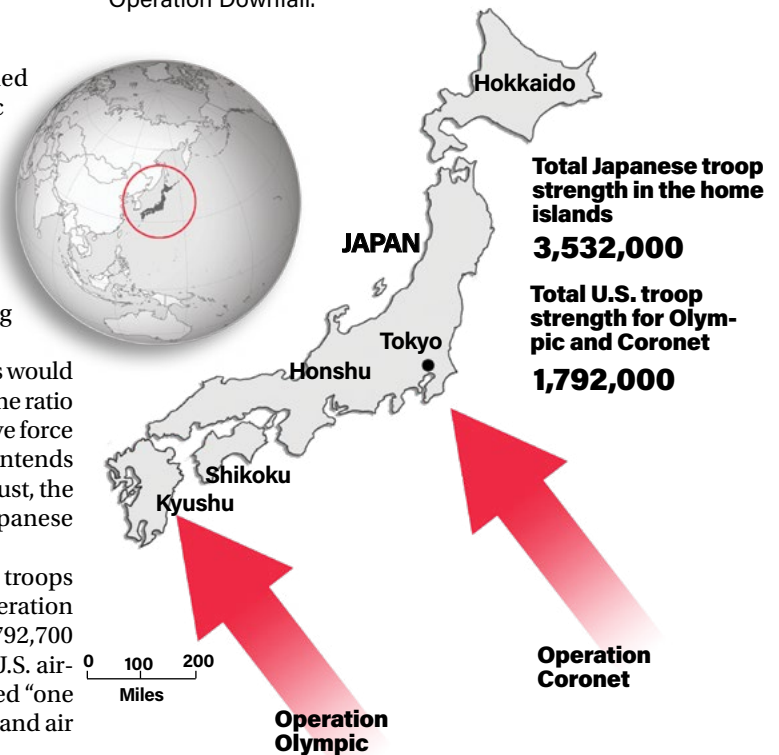 Operation Downfall.
ed
g
s would
ratio
ve force
ntends
ust, the
panese
troops
eration
792,700
U.S. air-
ed “one
and air
Hokkaido
JAPAN
Tokyo
Honshu
Shikoku
Kyushu
Total Japanese troop
strength in the home
islands
3,532,000
Total U.S. troop
strength for Olym-
pic and Coronet
1,792,000
0 100 200
Miles
Operation
Coronet
Operation
Olympic